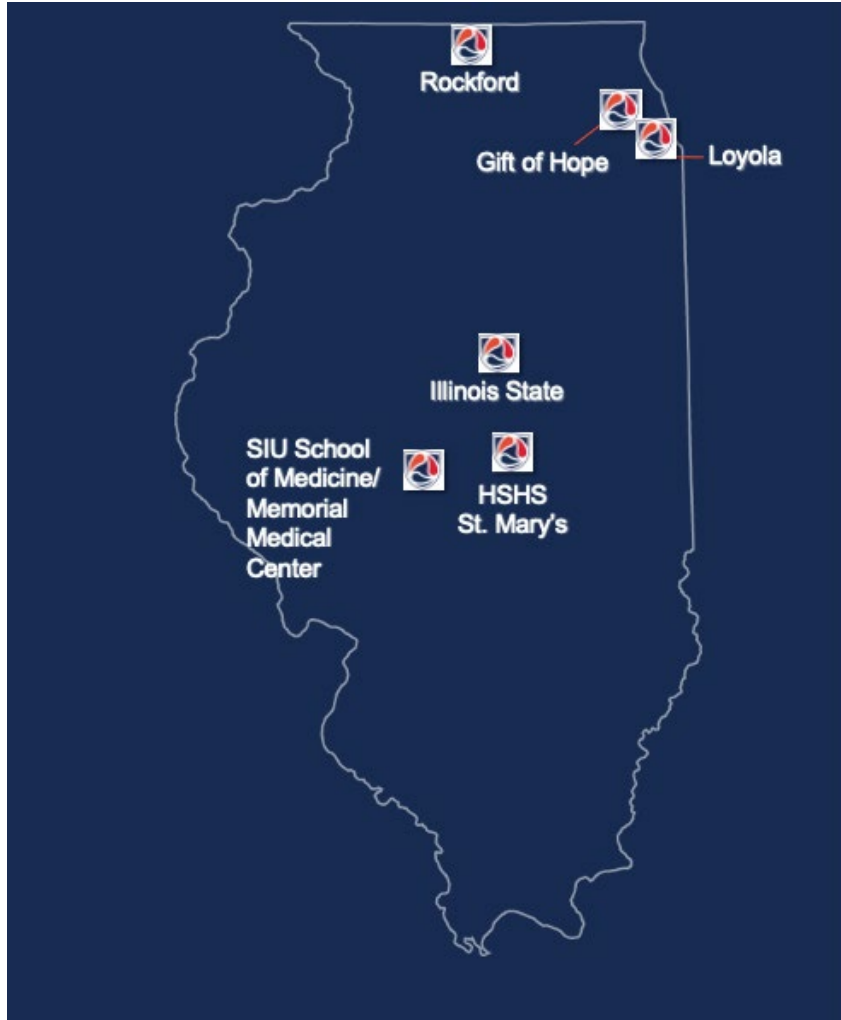 Rockford
Gift of Hope
Loyola
Illinois State
SIU School
of Medicine/
Memorial
Medical
Center
HSHS
St. Mary's